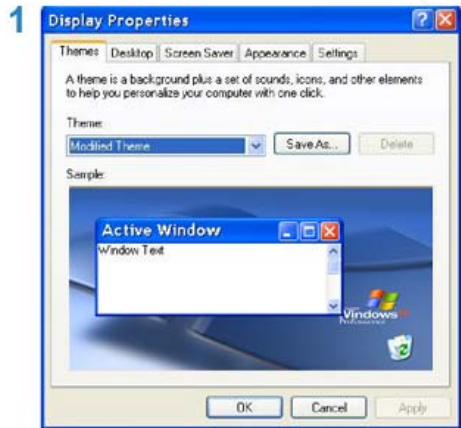 1
Display Properties
Themes Desktop Screen Saver Appearance Settings
A theme is a background plus a set of sounds, icons, and other elements
to help you personalize your computer with one click.
Theme:
Modified Theme Save As... Delete
Sample:
Active Window
Window Text
Windows
OK Cancel Apply